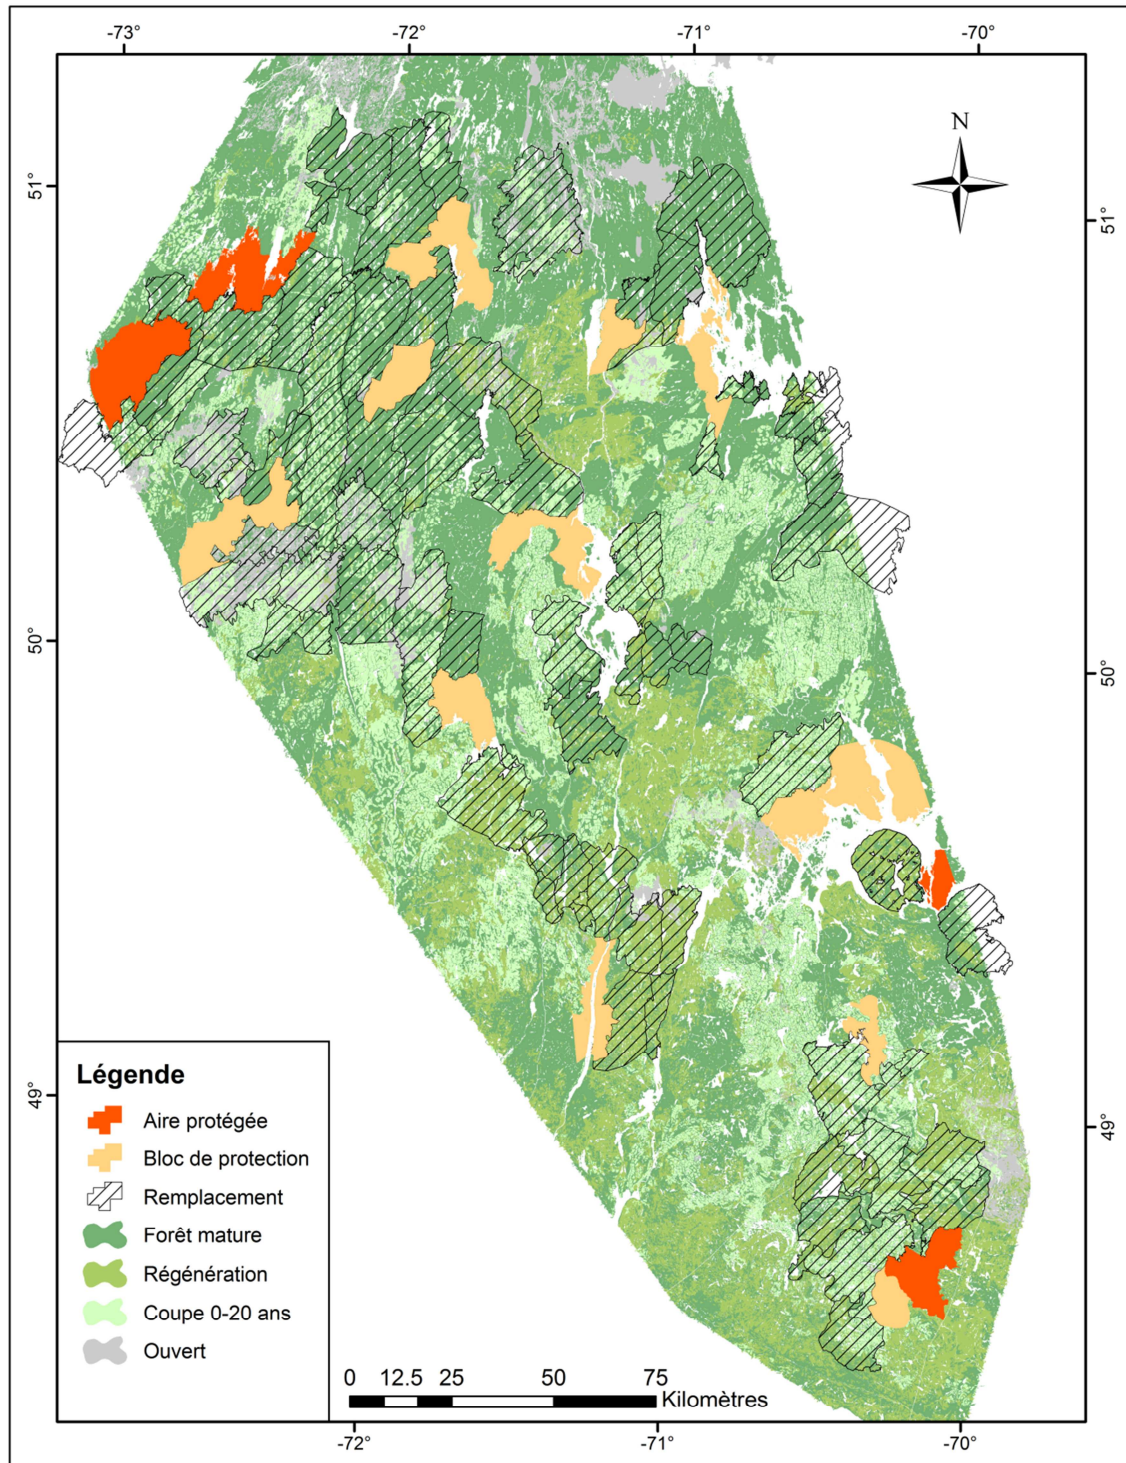 -73° -72° -71° -70°
N
51° 51°
50° 50°
49° 49°
Légende
Aire protégée
Bloc de protection
Remplacement
Forêt mature
Régénération
Coupe 0-20 ans
Ouvert
0 12.5 25 50 75
Kilomètres
-72° -71° -70°